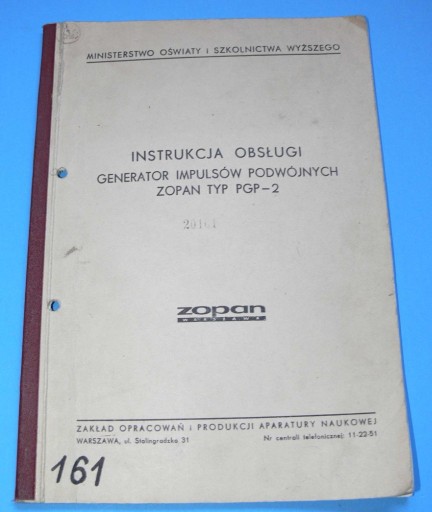 MINISTERSTWO OŚWIATY i SZKOLNICTWA WYŻSZEGO
INSTRUKCJA OBSŁUGI
GENERATOR IMPULSÓW PODWÓJNYCH
ZOPAN TYP PGP-2
zopan
WARSZAWA
ZAKŁAD OPRACOWAŃ i PRODUKCJI APARATURY NAUKOWEJ
WARSZAWA, ul. Stalingradzka 31 Nr centrali telefonicznej: 11-22-51
161